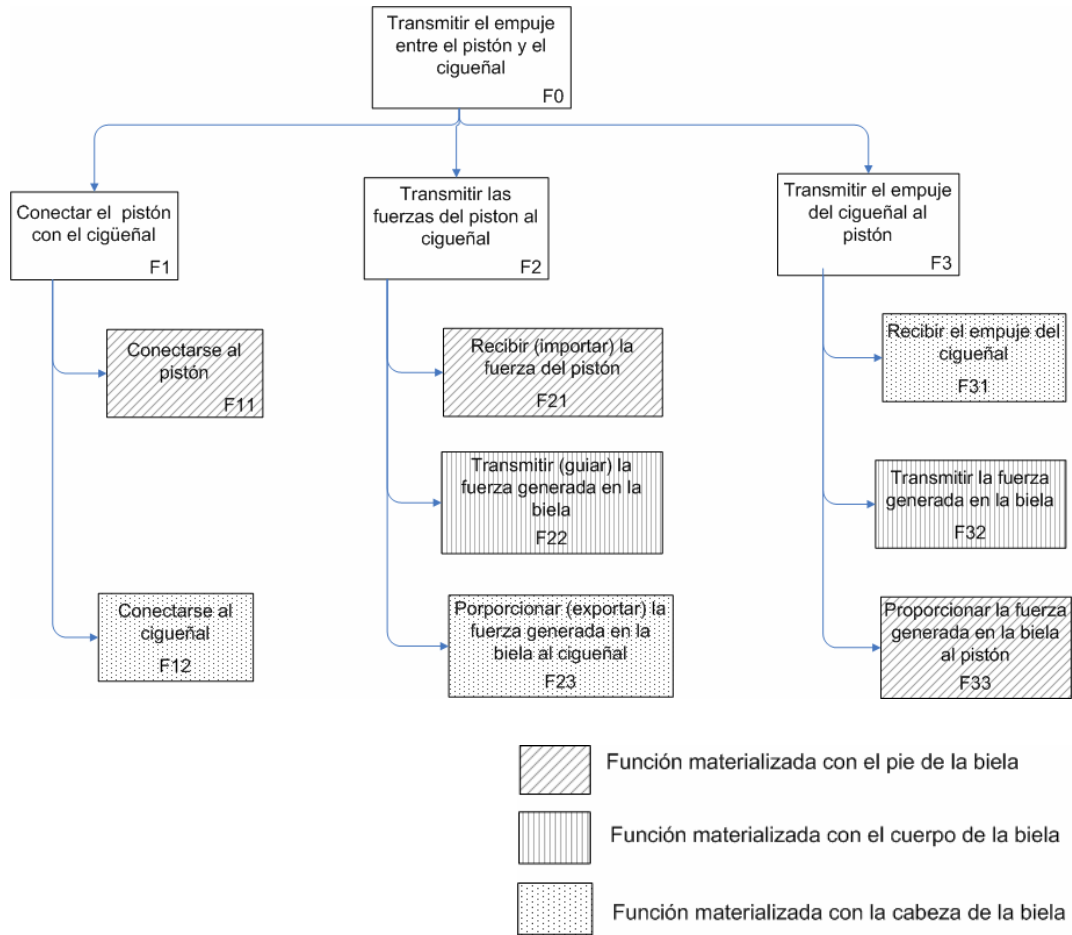 Transmitir el empuje
entre el pistón y el
cigueñal
F0
Conectar el pistón
con el cigüeñal
F1
Transmitir las
fuerzas del piston al
cigueñal
F2
Transmitir el empuje
del cigueñal al
pistón
F3
Conectarse al
pistón
F11
Recibir (importar) la
fuerza del pistón
F21
Recibir el empuje del
cigueñal
F31
Transmitir (guiar) la
fuerza generada en la
biela
F22
Transmitir la fuerza
generada en la biela
F32
Conectarse al
cigueñal
F12
Porporcionar (exportar) la
fuerza generada en la
biela al cigueñal
F23
Proporcionar la fuerza
generada en la biela
al pistón
F33
Función materializada con el pie de la biela
Función materializada con el cuerpo de la biela
Función materializada con la cabeza de la biela